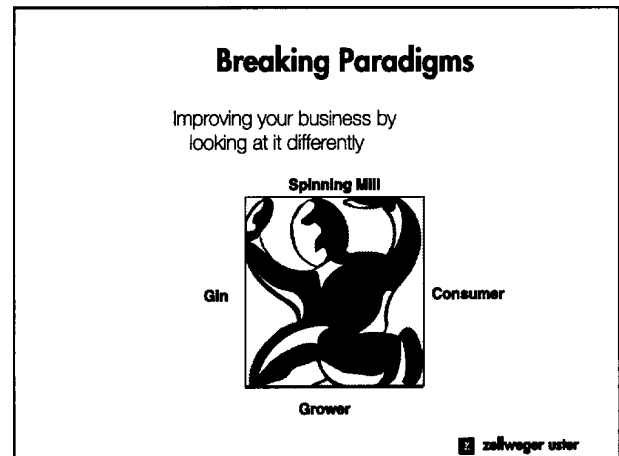 Breaking Paradigms
Improving your business by
looking at it differently
Spinning Mill
Gin
Consumer
Grower
zellweger uster